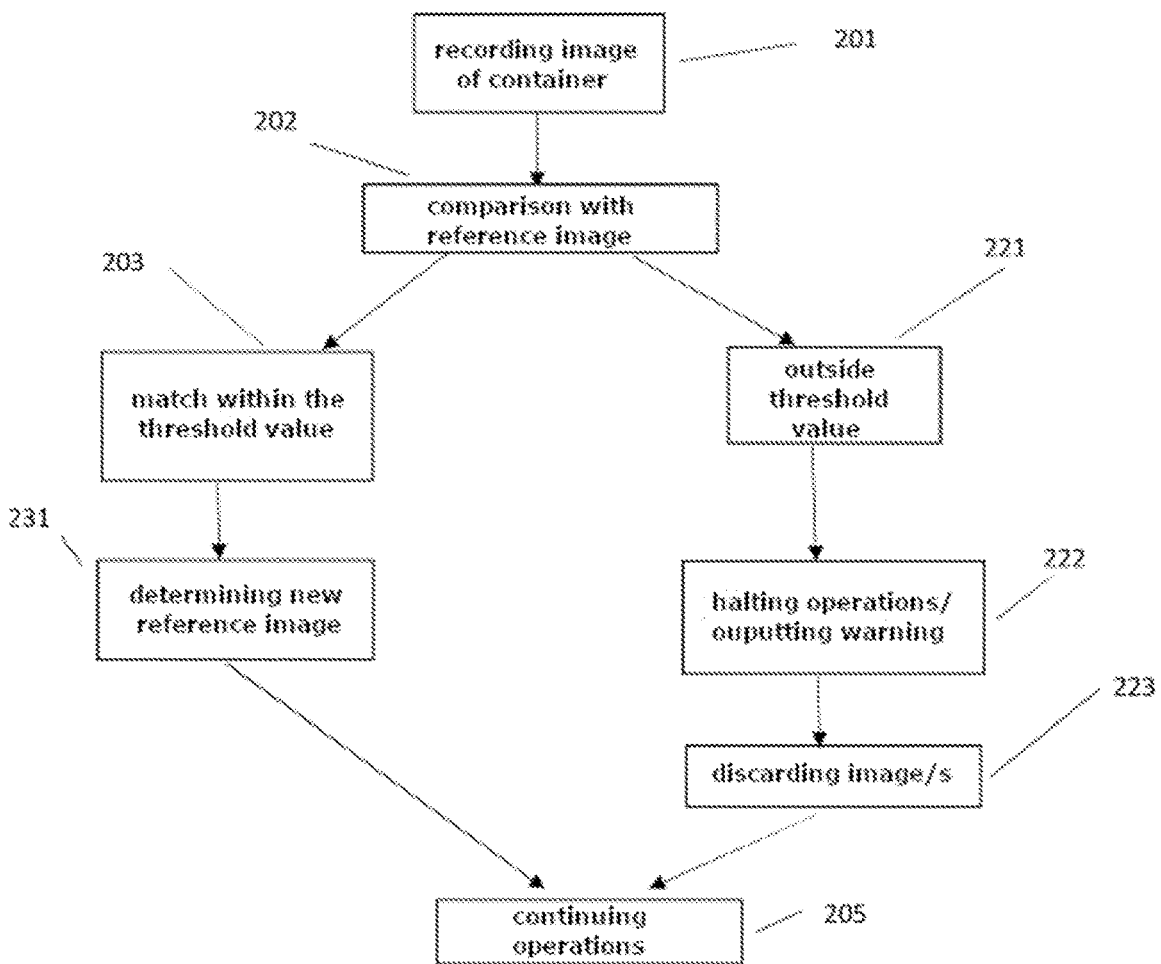 recording image
of container
201
202
comparison with
reference image
203
221
match within the
threshold value
outside
threshold
value
231
determining new
reference image
halting operations/
ouputting warning
222
223
discarding image/s
continuing
operations
205